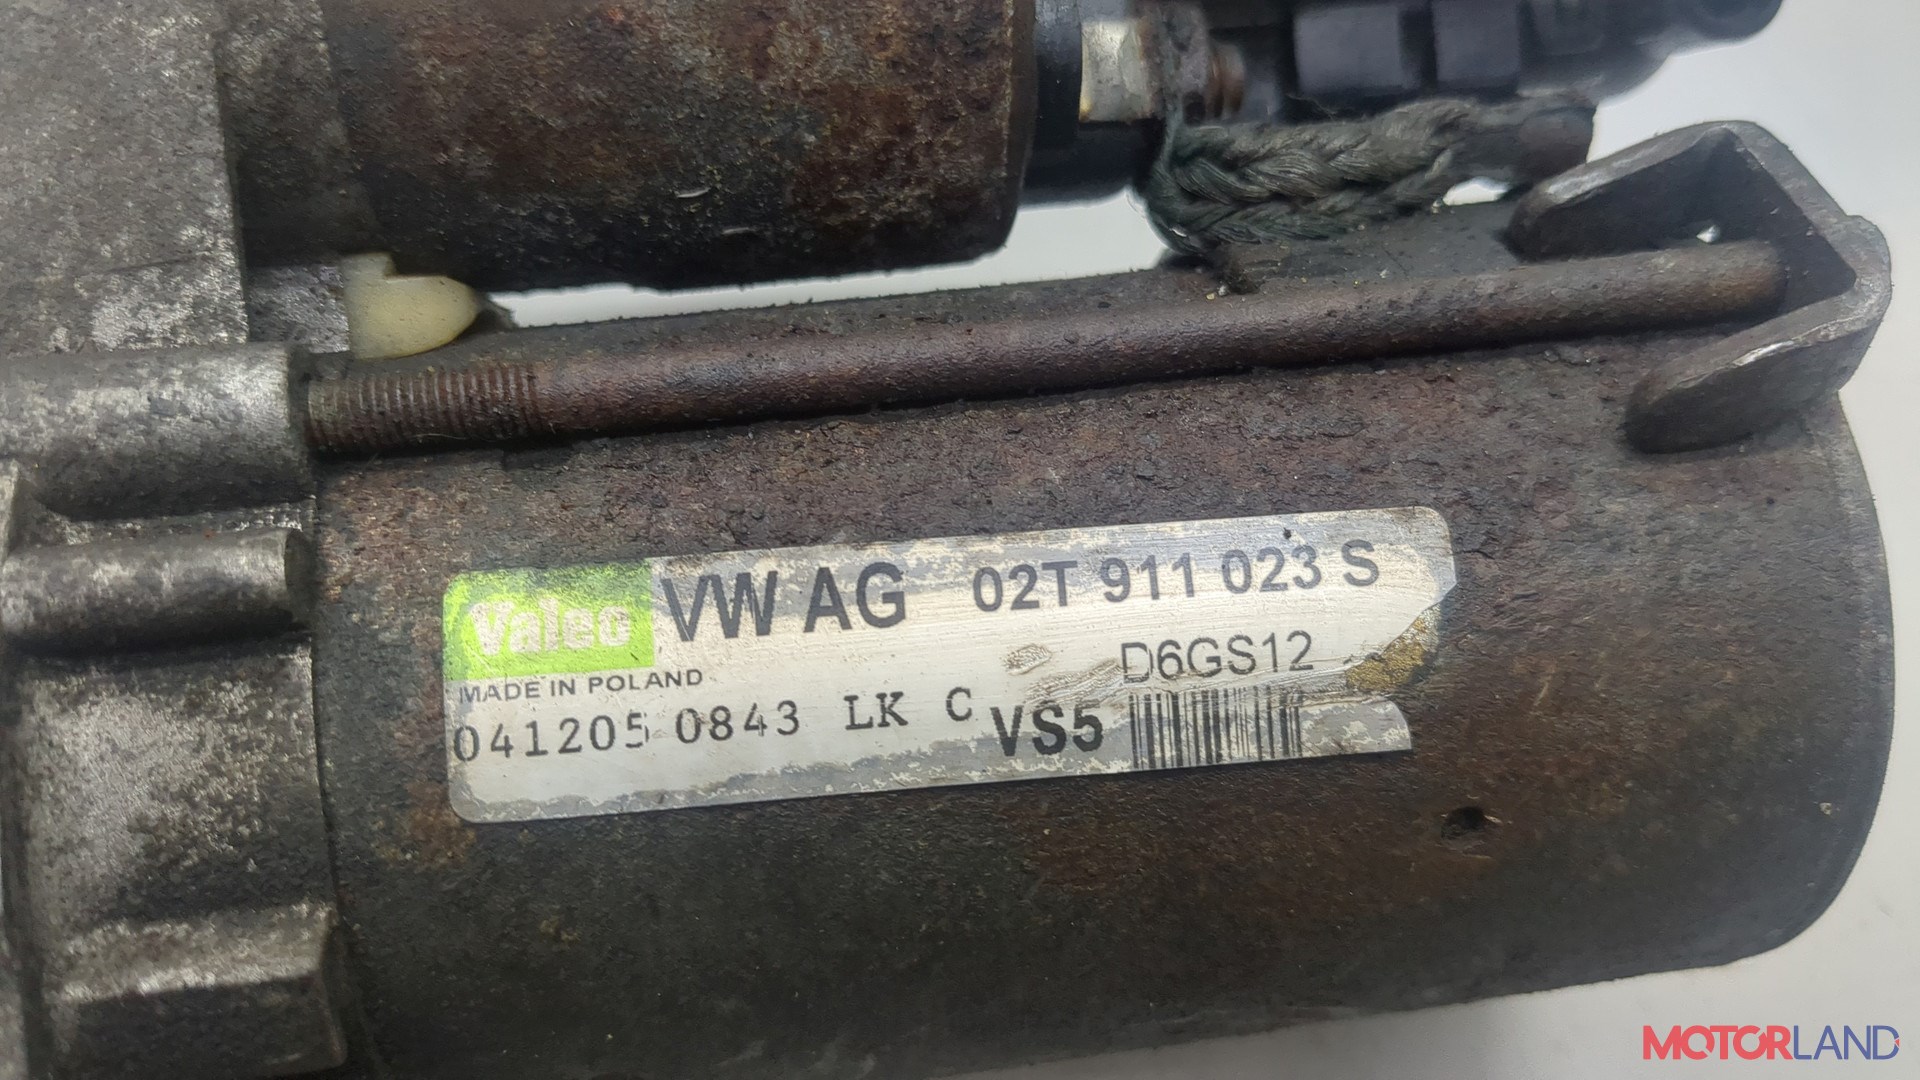 Valeo VW AG 02T 911 023 S
D6GS12
MADE IN POLAND
041205 0843 LK C VS5
MOTORLAND